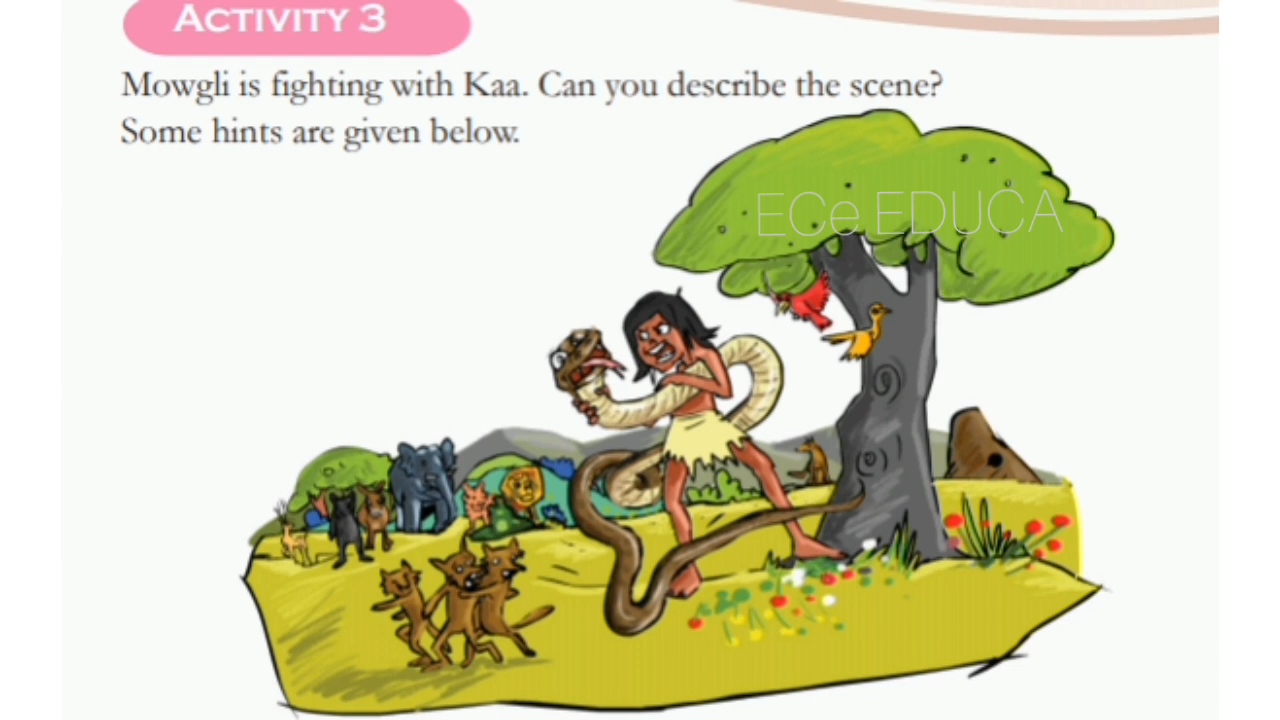 ACTIVITY 3
Mowgli is fighting with Kaa. Can you describe the scene?
Some hints are given below.
ECe EDUCA